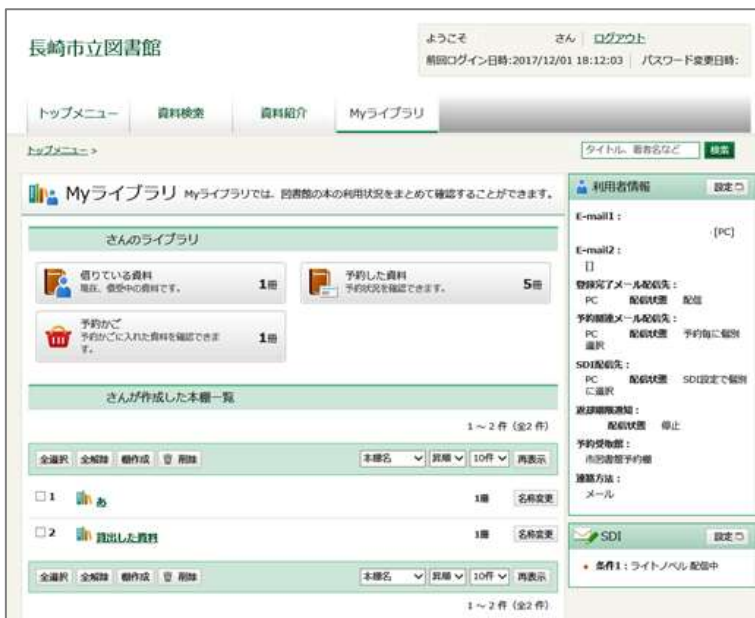 長崎市立図書館
ようこそ さん ログアウト
前回ログイン日時:2017/12/01 18:12:03 パスワード変更日時:
トップメニュー 資料検索 資料紹介 Myライブラリ
トップメニュー >
タイトル、著者名など 検索
Myライブラリ Myライブラリでは、図書館の本の利用状況をまとめて確認することができます。
さんのライブラリ
借りている資料 1冊
現在、借受中の資料です。
予約した資料 5冊
予約状況を確認できます。
予約かご 1冊
予約かごに入れた資料を確認できま
す。
さんが作成した本棚一覧
1 ～ 2 件 (全2 件)
全選択 全解除 棚作成 削除 本棚名 昇順 10件 再表示
1 あ 1冊 名称変更
2 貸出した資料 1冊 名称変更
全選択 全解除 棚作成 削除 本棚名 昇順 10件 再表示
1 ～ 2 件 (全2 件)
利用者情報 設定
E-mail1：
[PC]
E-mail2：
[]
登録完了メール配信先：
PC 配信状態 配信
予約関連メール配信先：
PC 配信状態 予約毎に個別
選択
SDI配信先：
PC 配信状態 SDI設定で個別
に選択
返却期限通知：
配信状態 停止
予約受取館：
市図書館予約棚
連絡方法：
メール
SDI 設定
条件1：ライトノベル 配信中